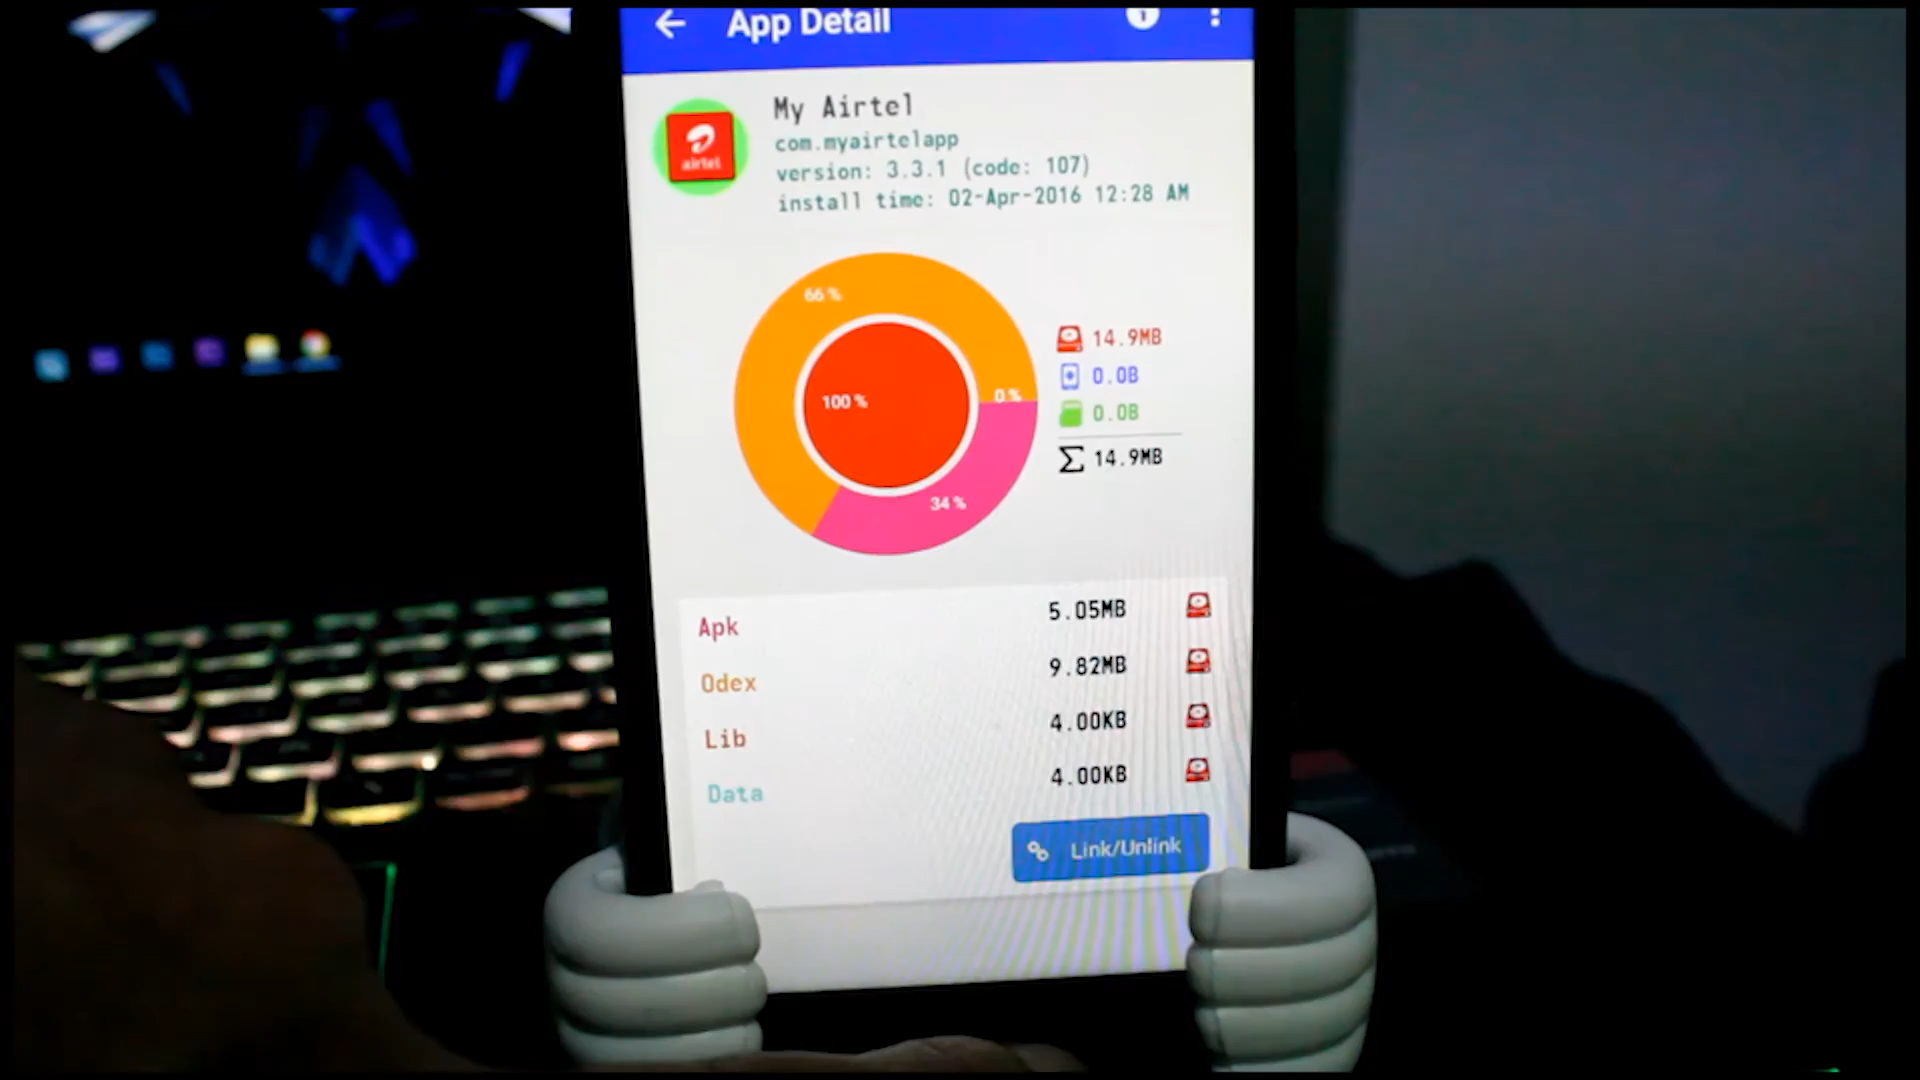 App Detail
airtel
My Airtel
com.myairtelapp
version: 3.3.1 (code: 107)
install time: 02-Apr-2016 12:28 AM
66 %
100 %
0 %
34 %
14.9MB
0.0B
0.0B
Σ 14.9MB
Apk 5.05MB
Odex 9.82MB
Lib 4.00KB
Data 4.00KB
Link/Unlink